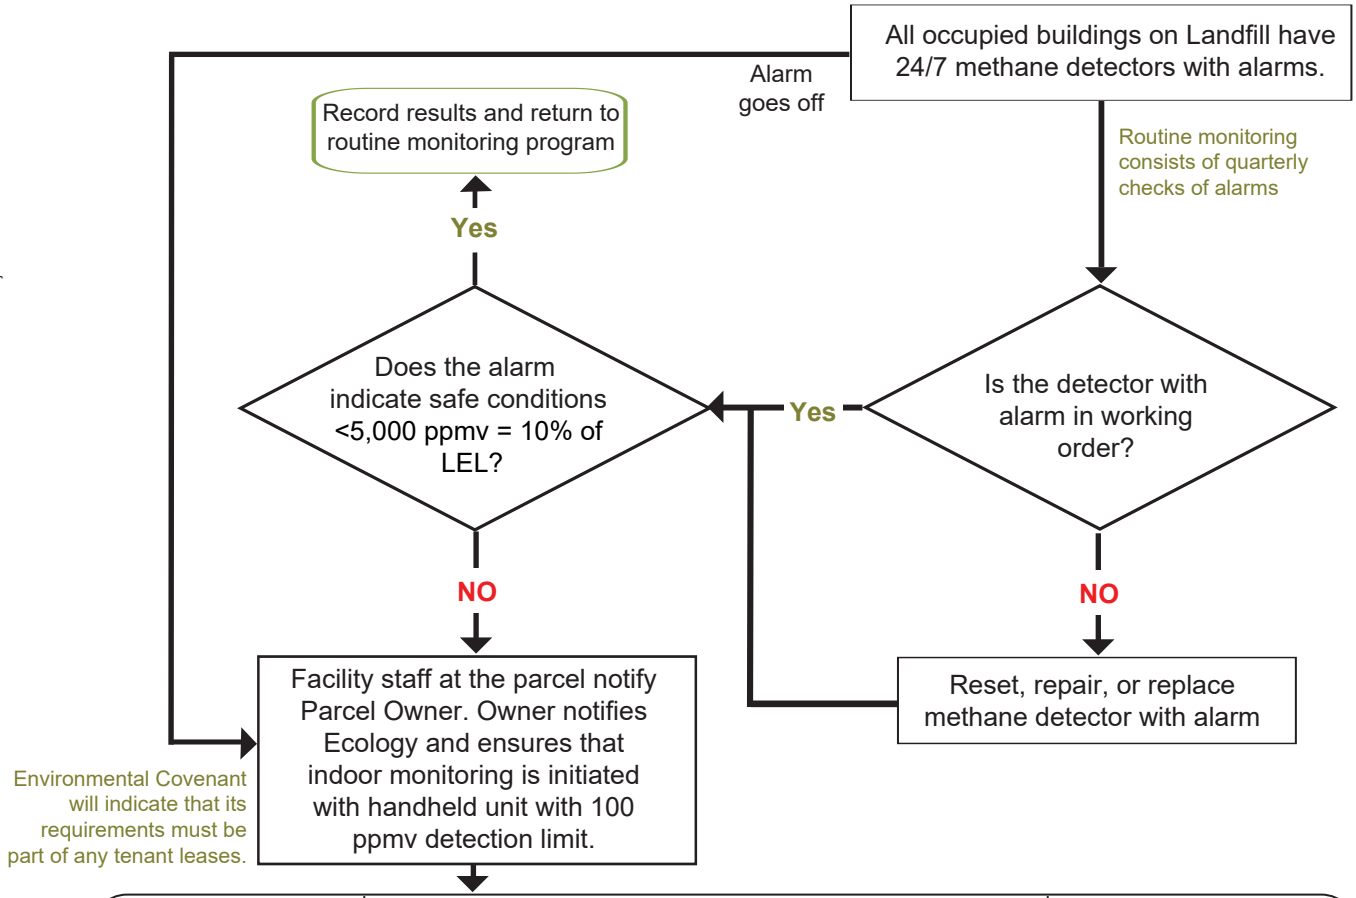 All occupied buildings on Landfill have
24/7 methane detectors with alarms.
Alarm
goes off
Record results and return to
routine monitoring program
Routine monitoring
consists of quarterly
checks of alarms
Yes
Does the alarm
indicate safe conditions
<5,000 ppmv = 10% of
LEL?
Yes
Is the detector with
alarm in working
order?
NO
NO
Facility staff at the parcel notify
Parcel Owner. Owner notifies
Ecology and ensures that
indoor monitoring is initiated
with handheld unit with 100
ppmv detection limit.
Reset, repair, or replace
methane detector with alarm
Environmental Covenant
will indicate that its
requirements must be
part of any tenant leases.